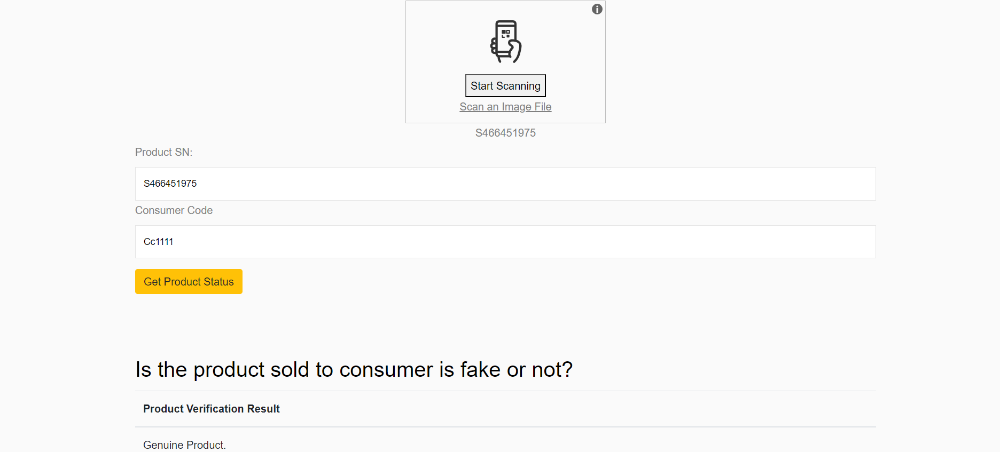 Start Scanning
Scan an Image File
S466451975
Product SN:
S466451975
Consumer Code
Cc1111
Get Product Status
Is the product sold to consumer is fake or not?
Product Verification Result
Genuine Product.